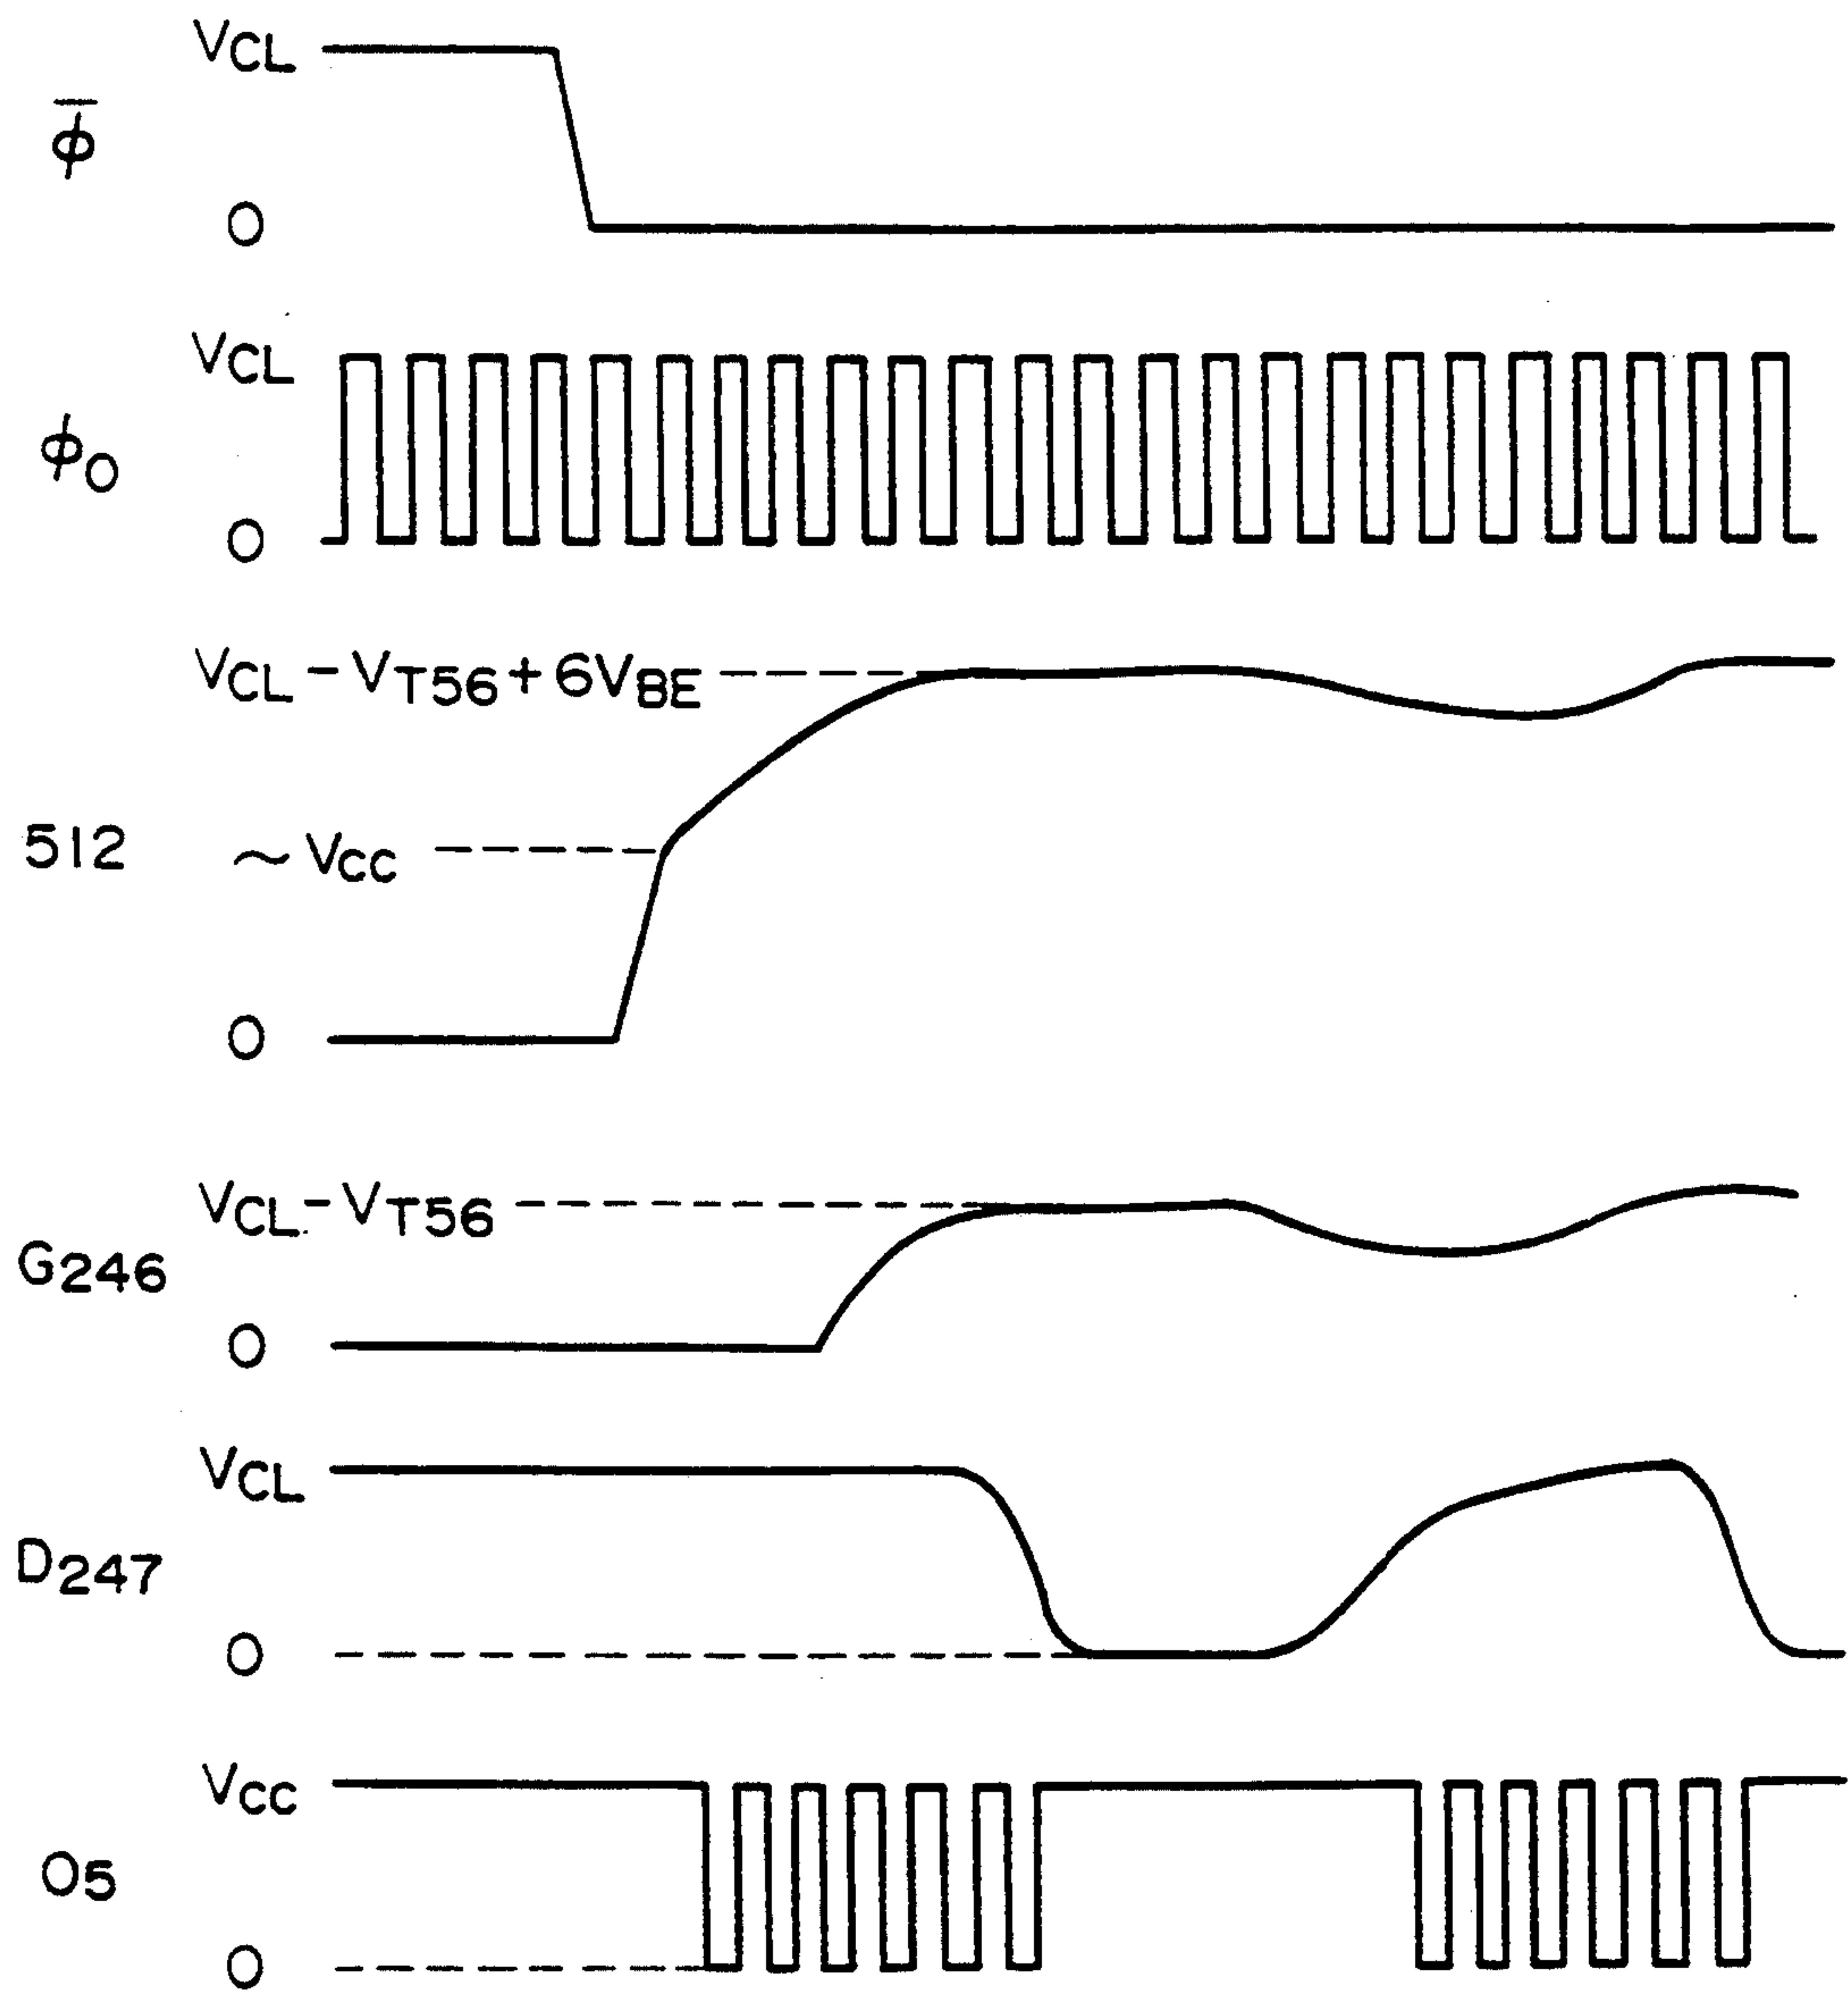 VCL
φ̅
0
VCL
φ0
0
VCL - VT56 + 6VBE
512
~ VCC
0
VCL - VT56
G246
0
VCL
D247
0
VCC
O5
0